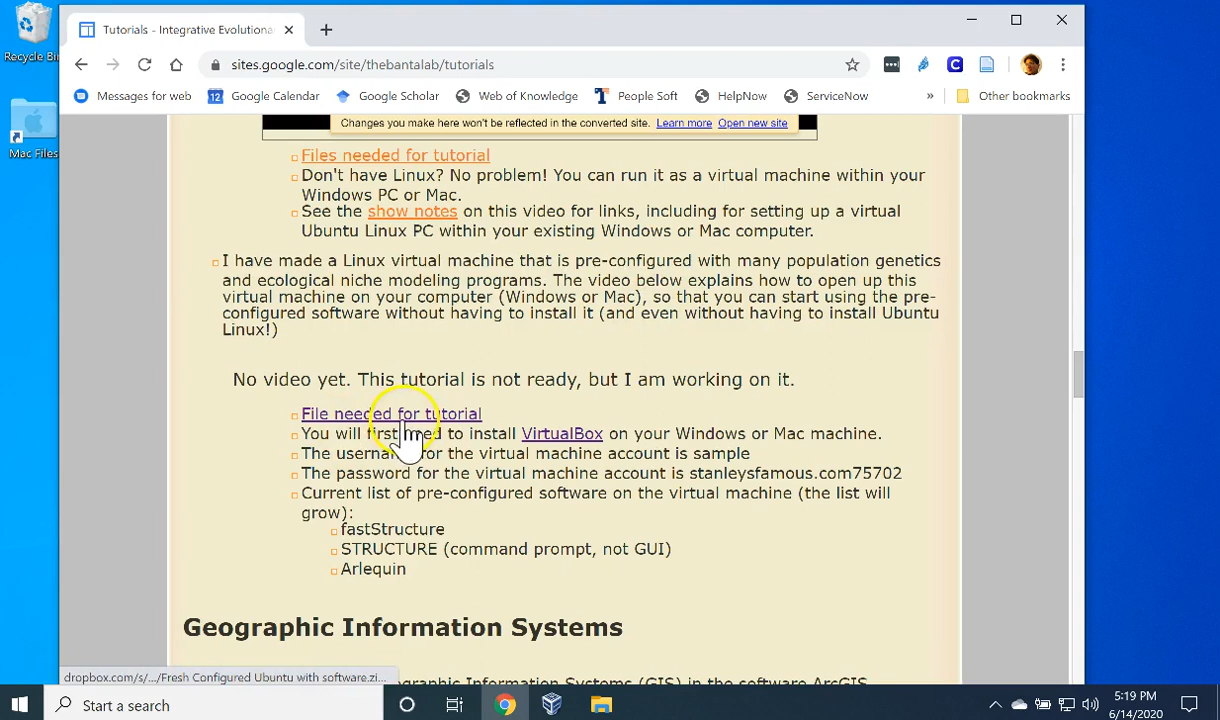 Recycle Bin
Mac Files
Tutorials - Integrative Evolutiona
sites.google.com/site/thebantalab/tutorials
Messages for web
Google Calendar
Google Scholar
Web of Knowledge
People Soft
HelpNow
ServiceNow
»
Other bookmarks
Changes you make here won't be reflected in the converted site. Learn more Open new site
Files needed for tutorial
Don't have Linux? No problem! You can run it as a virtual machine within your
Windows PC or Mac.
See the show notes on this video for links, including for setting up a virtual
Ubuntu Linux PC within your existing Windows or Mac computer.
I have made a Linux virtual machine that is pre-configured with many population genetics
and ecological niche modeling programs. The video below explains how to open up this
virtual machine on your computer (Windows or Mac), so that you can start using the pre-
configured software without having to install it (and even without having to install Ubuntu
Linux!)
No video yet. This tutorial is not ready, but I am working on it.
File needed for tutorial
You will first need to install VirtualBox on your Windows or Mac machine.
The username for the virtual machine account is sample
The password for the virtual machine account is stanleysfamous.com75702
Current list of pre-configured software on the virtual machine (the list will
grow):
fastStructure
STRUCTURE (command prompt, not GUI)
Arlequin
Geographic Information Systems
dropbox.com/s/.../Fresh Configured Ubuntu with software.zi...
ographic Information Systems (GIS) in the software ArcGIS
Start a search
5:19 PM
6/14/2020